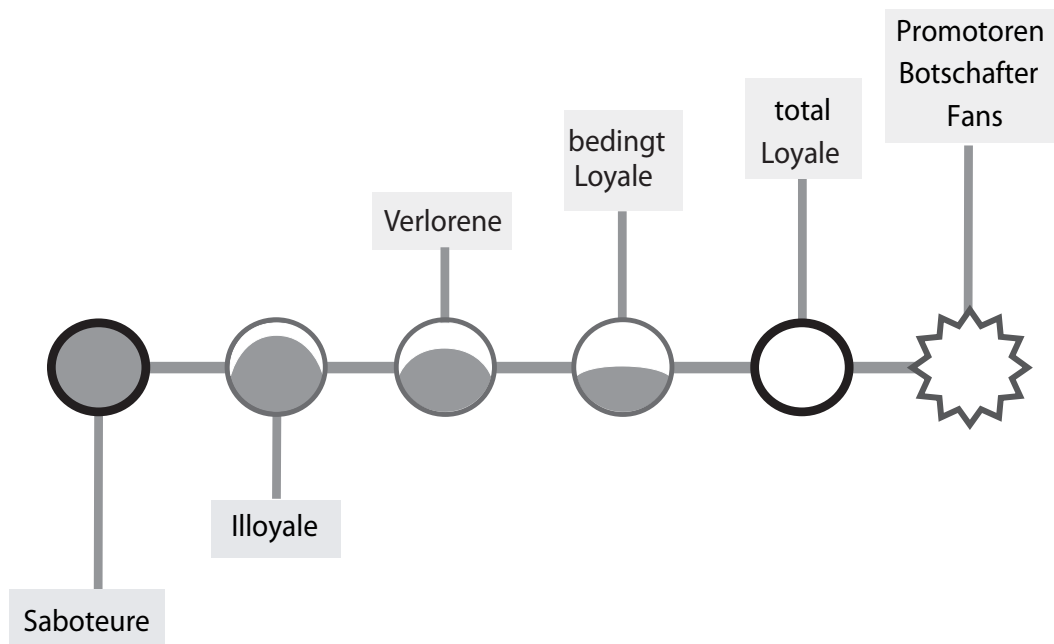 Promotoren
Botschafter
Fans
total
Loyale
bedingt
Loyale
Verlorene
Illoyale
Saboteure